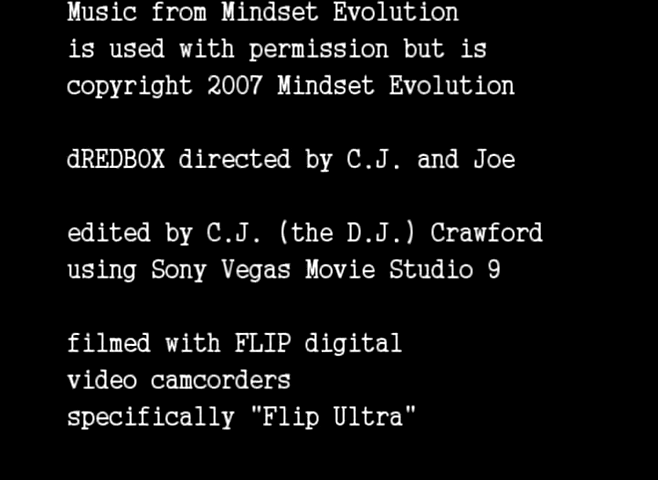 Music from Mindset Evolution
is used with permission but is
copyright 2007 Mindset Evolution
dREDBOX directed by C.J. and Joe
edited by C.J. (the D.J.) Crawford
using Sony Vegas Movie Studio 9
filmed with FLIP digital
video camcorders
specifically "Flip Ultra"